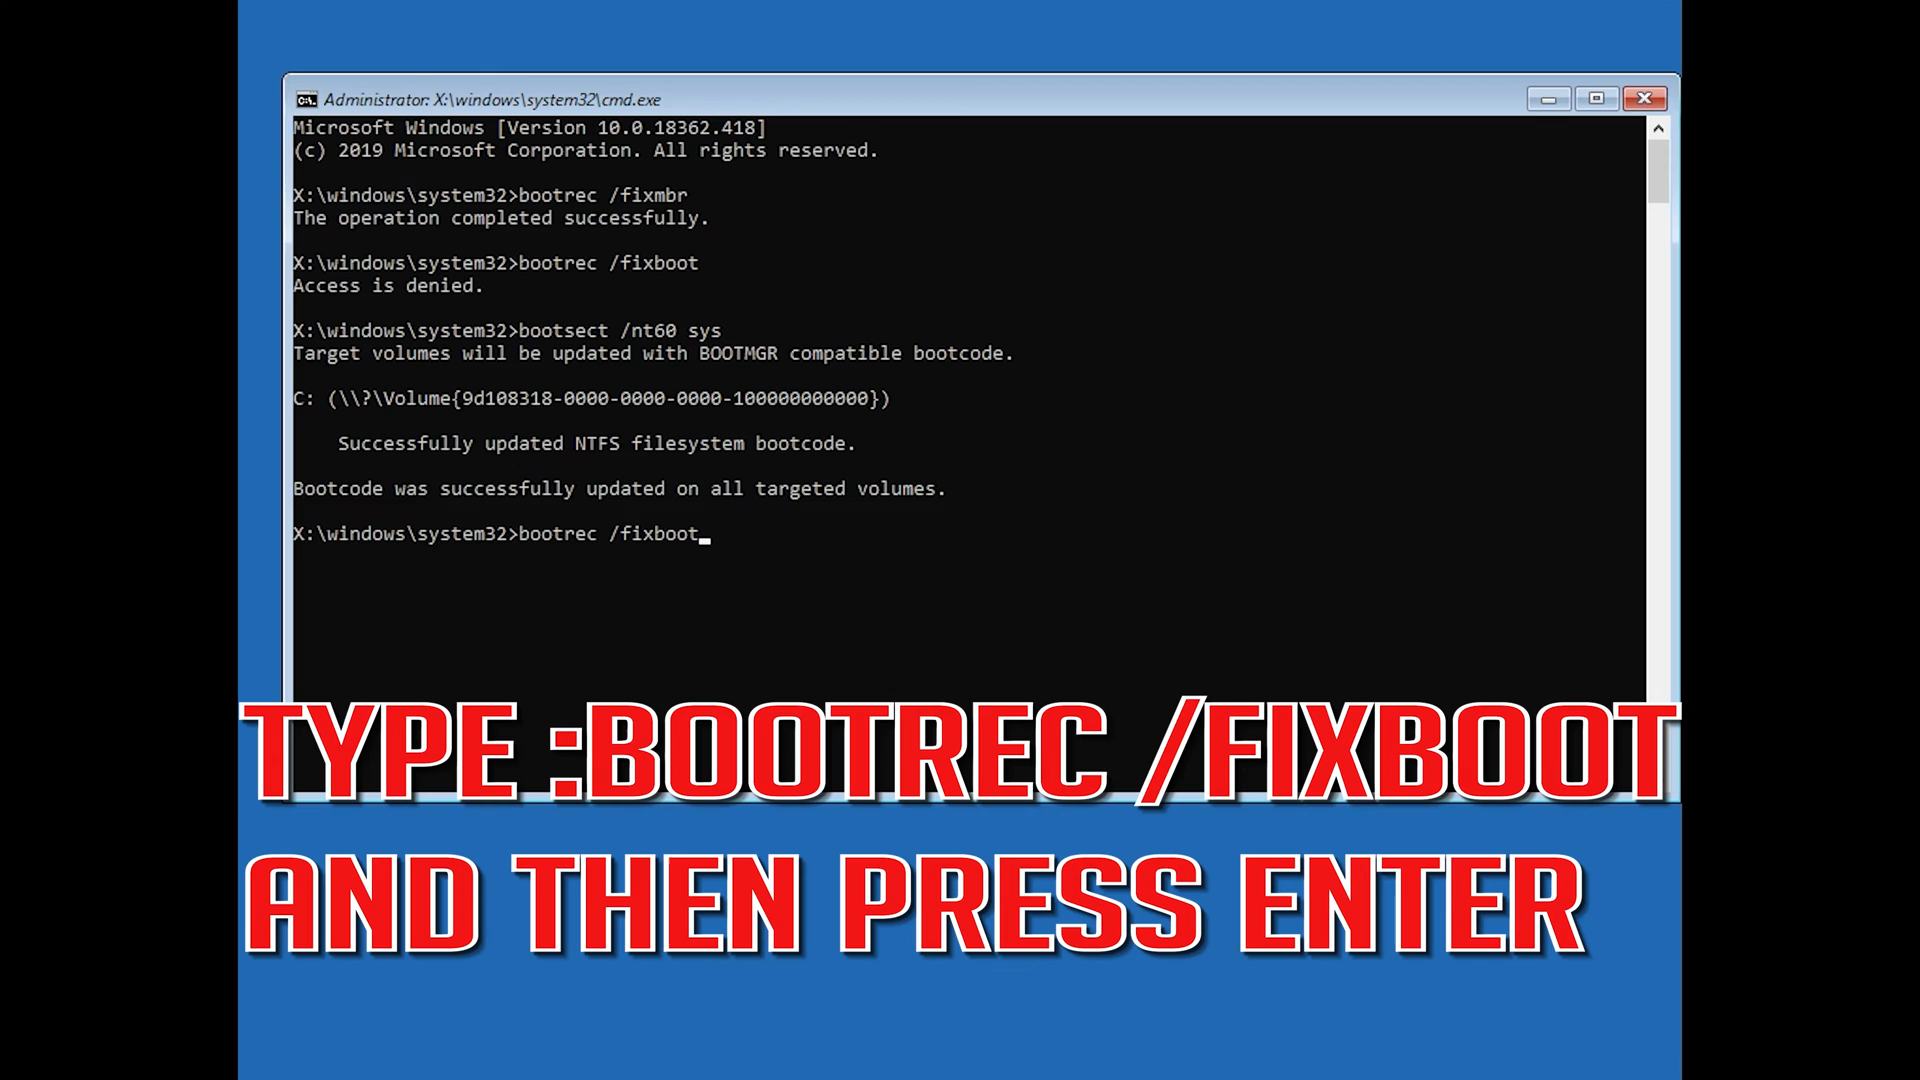 Administrator: X:\windows\system32\cmd.exe
Microsoft Windows [Version 10.0.18362.418]
(c) 2019 Microsoft Corporation. All rights reserved.
X:\windows\system32>bootrec /fixmbr
The operation completed successfully.
X:\windows\system32>bootrec /fixboot
Access is denied.
X:\windows\system32>bootsect /nt60 sys
Target volumes will be updated with BOOTMGR compatible bootcode.
C: (\\?\Volume{9d108318-0000-0000-0000-100000000000})
Successfully updated NTFS filesystem bootcode.
Bootcode was successfully updated on all targeted volumes.
X:\windows\system32>bootrec /fixboot_
TYPE :BOOTREC /FIXBOOT
AND THEN PRESS ENTER